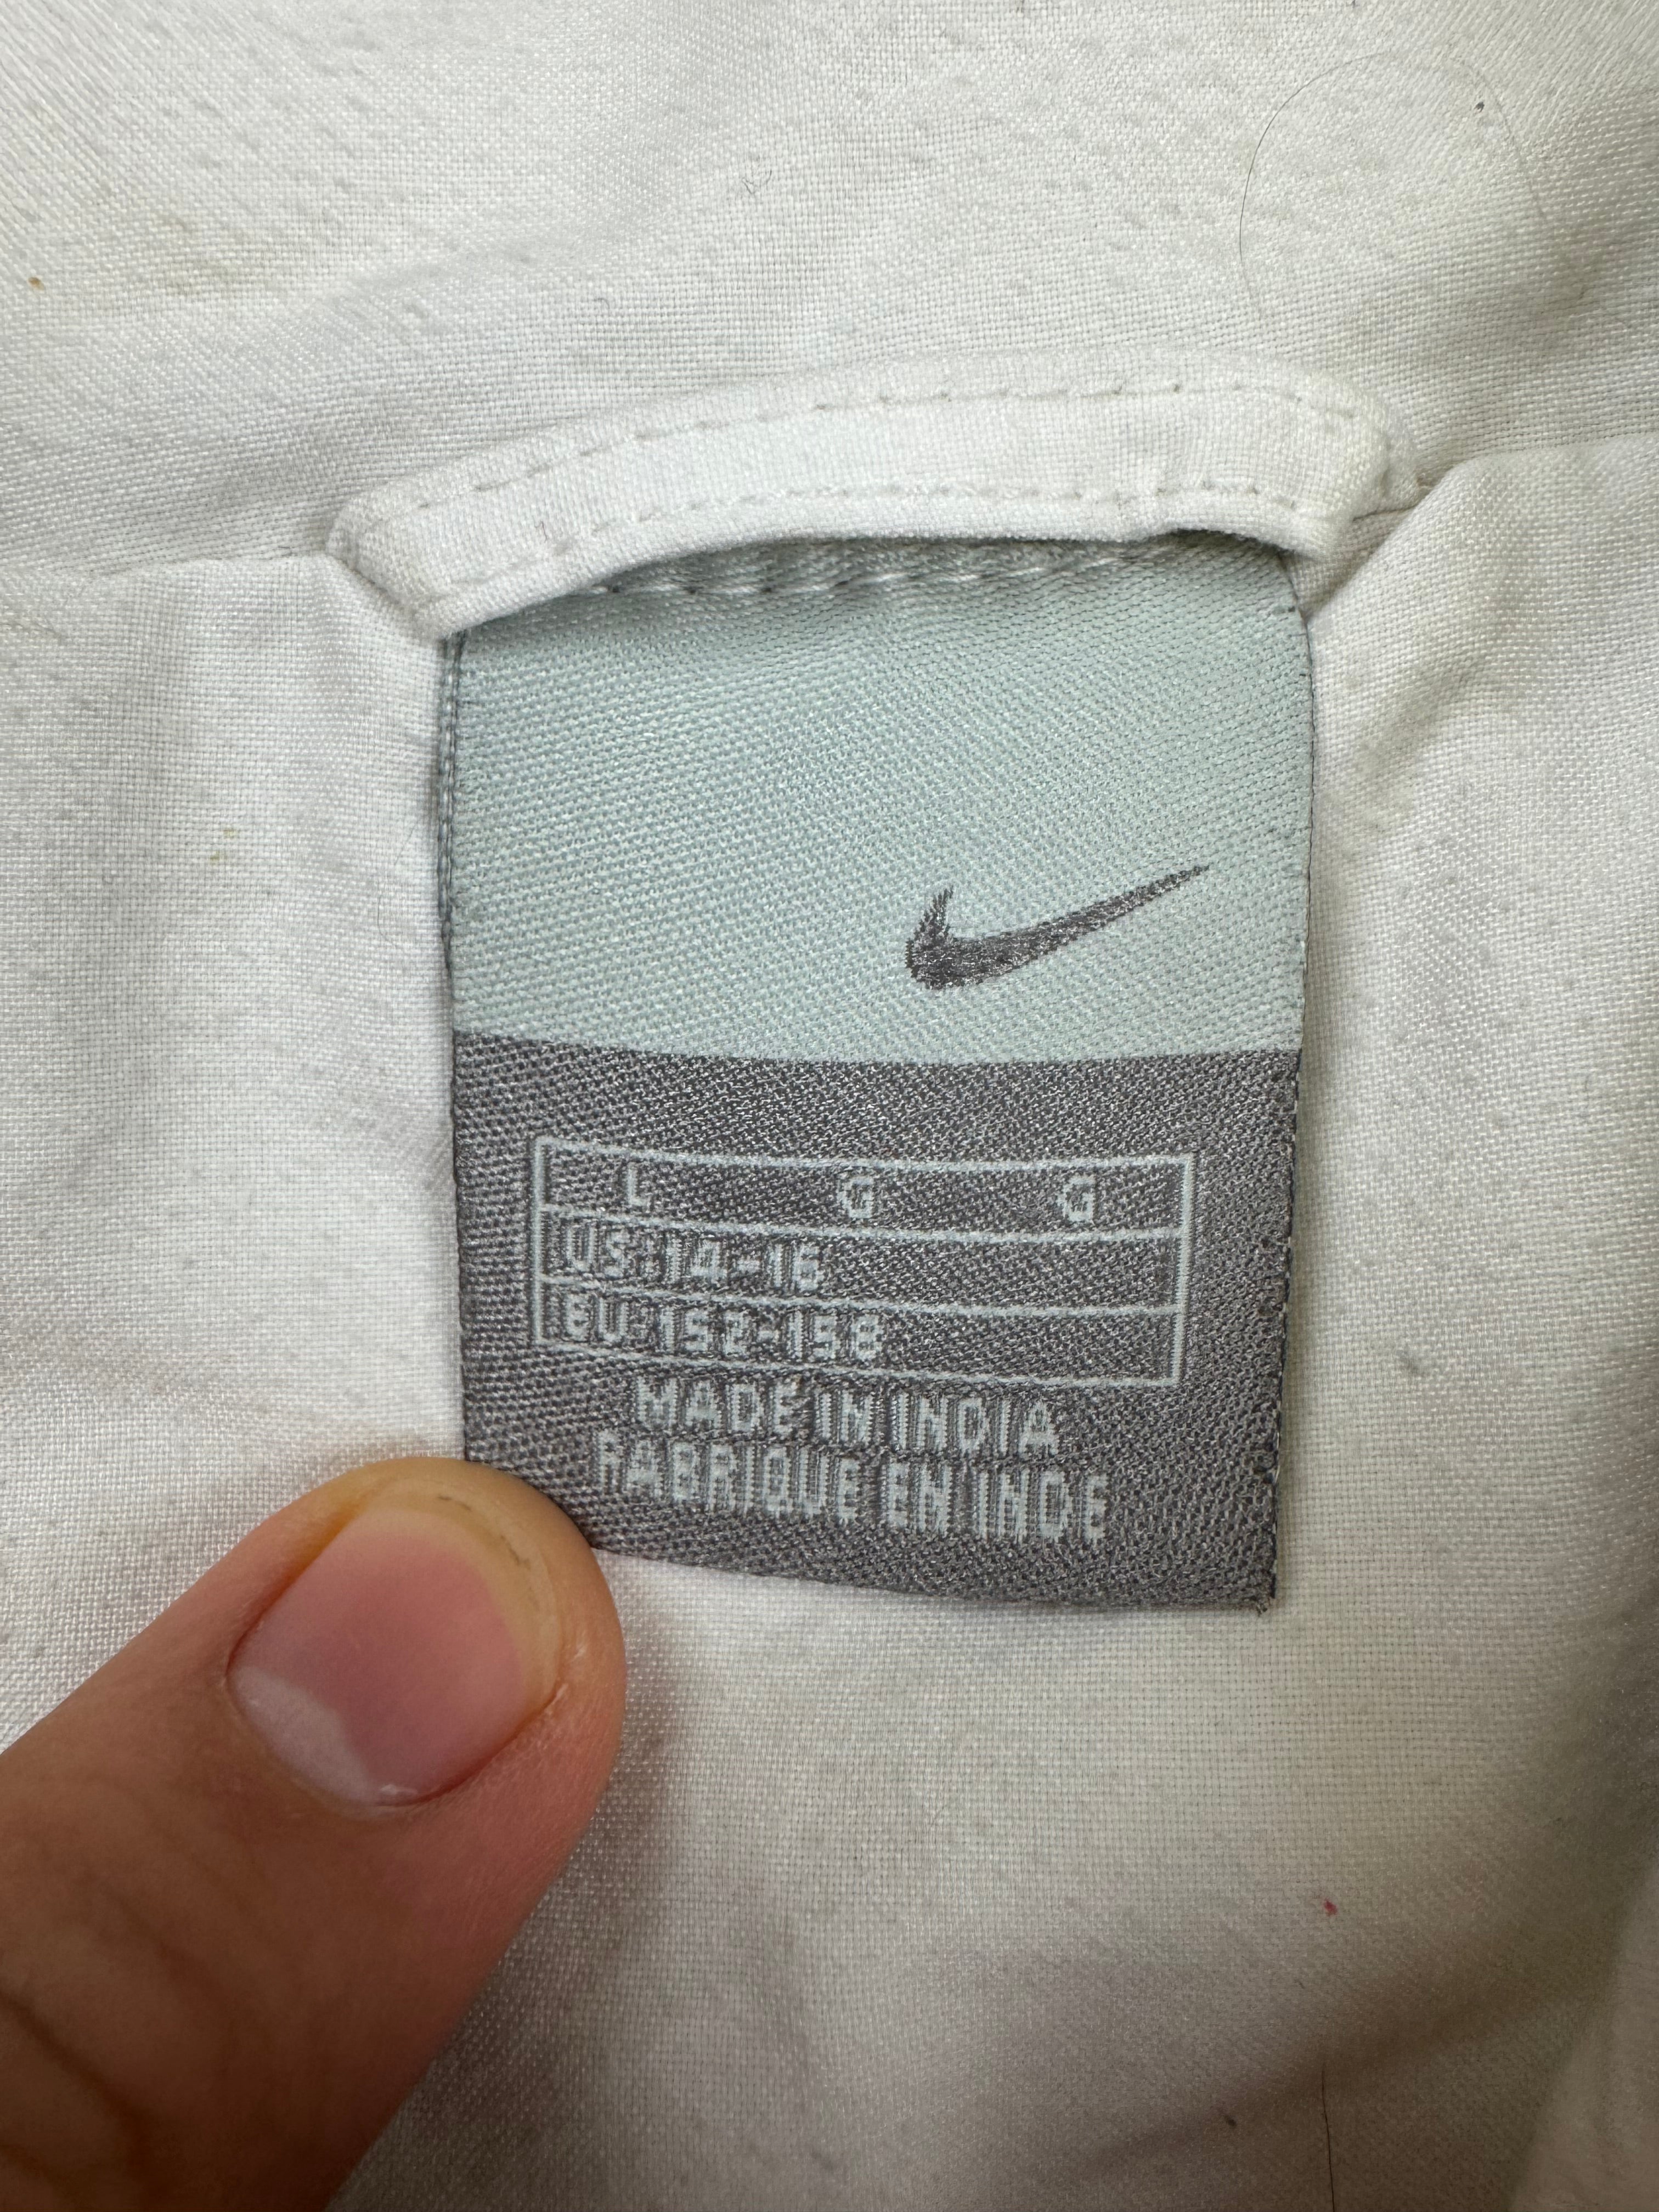 L G G
US:14-16
EU:152-158
MADE IN INDIA
FABRIQUE EN INDE